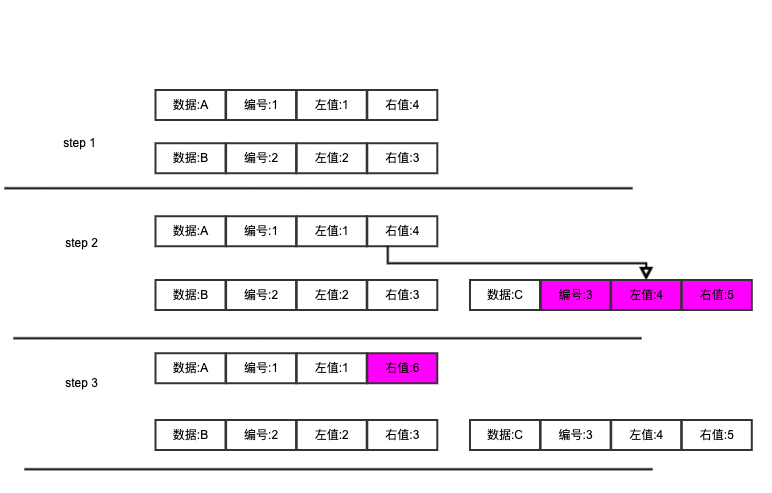 数据:A 编号:1 左值:1 右值:4
step 1
数据:B 编号:2 左值:2 右值:3
数据:A 编号:1 左值:1 右值:4
step 2
数据:B 编号:2 左值:2 右值:3 数据:C 编号:3 左值:4 右值:5
数据:A 编号:1 左值:1 右值:6
step 3
数据:B 编号:2 左值:2 右值:3 数据:C 编号:3 左值:4 右值:5